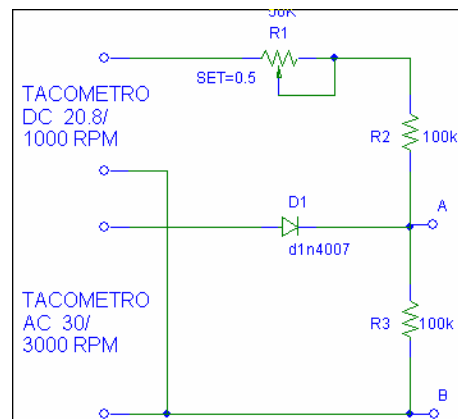 R1
SET=0.5
TACOMETRO
DC 20.8/
1000 RPM
R2
100k
D1
A
d1n4007
TACOMETRO
AC 30/
3000 RPM
R3
100k
B